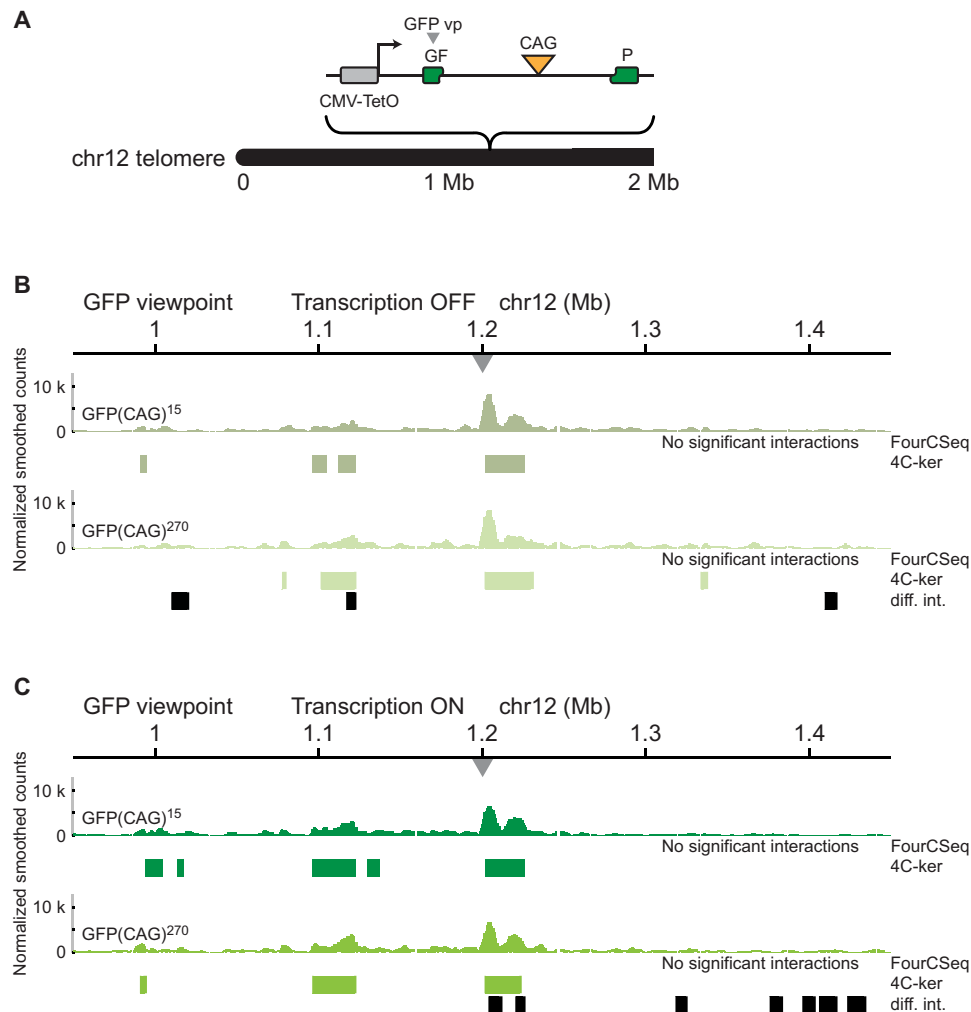 A
GFP vp
GF
CAG
P
CMV-TetO
chr12 telomere
0 1 Mb 2 Mb
B
GFP viewpoint Transcription OFF chr12 (Mb)
1 1.1 1.2 1.3 1.4
Normalized smoothed counts
10 k
GFP(CAG)15
0
No significant interactions FourCSeq
4C-ker
10 k
GFP(CAG)270
0
No significant interactions FourCSeq
4C-ker
diff. int.
C
GFP viewpoint Transcription ON chr12 (Mb)
1 1.1 1.2 1.3 1.4
Normalized smoothed counts
10 k
GFP(CAG)15
0
No significant interactions FourCSeq
4C-ker
10 k
GFP(CAG)270
0
No significant interactions FourCSeq
4C-ker
diff. int.